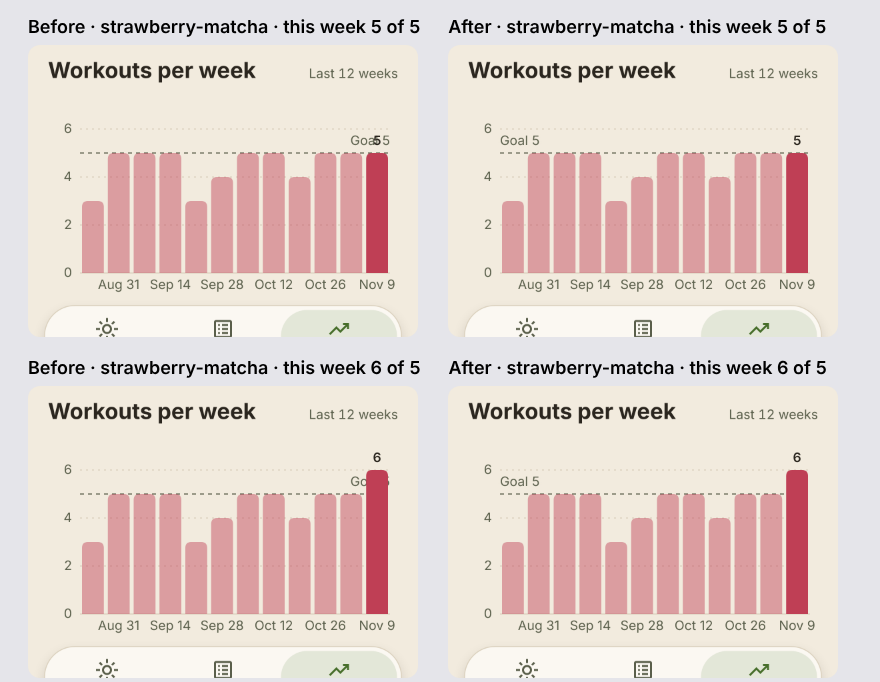 Before · strawberry-matcha · this week 5 of 5
Workouts per week
Last 12 weeks
6
Goal 5
5
4
2
0
Aug 31 Sep 14 Sep 28 Oct 12 Oct 26 Nov 9
After · strawberry-matcha · this week 5 of 5
Workouts per week
Last 12 weeks
6
Goal 5
5
4
2
0
Aug 31 Sep 14 Sep 28 Oct 12 Oct 26 Nov 9
Before · strawberry-matcha · this week 6 of 5
Workouts per week
Last 12 weeks
6
6
4
2
0
Aug 31 Sep 14 Sep 28 Oct 12 Oct 26 Nov 9
After · strawberry-matcha · this week 6 of 5
Workouts per week
Last 12 weeks
6
6
Goal 5
4
2
0
Aug 31 Sep 14 Sep 28 Oct 12 Oct 26 Nov 9